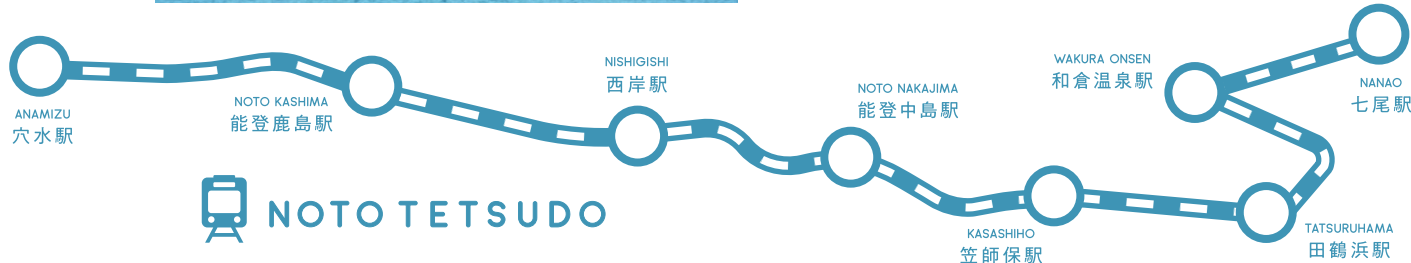 ANAMIZU
穴水駅
NOTO KASHIMA
能登鹿島駅
NISHIGISHI
西岸駅
NOTO NAKAJIMA
能登中島駅
KASASHIHO
笠師保駅
TATSURUHAMA
田鶴浜駅
WAKURA ONSEN
和倉温泉駅
NANAO
七尾駅
NOTO TETSUDO